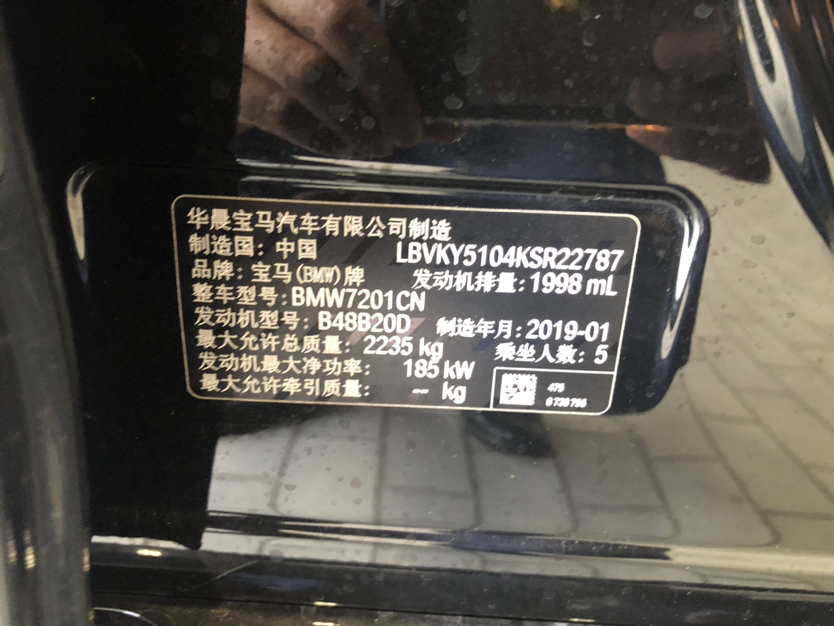 华晨宝马汽车有限公司制造
制造国：中国 LBVKY5104KSR22787
品牌：宝马(BMW)牌 发动机排量：1998 mL
整车型号：BMW7201CN
发动机型号：B48B20D 制造年月：2019-01
最大允许总质量：2235 kg 乘坐人数：5
发动机最大净功率：185 kW
最大允许牵引质量：-- kg
475
6 726 756